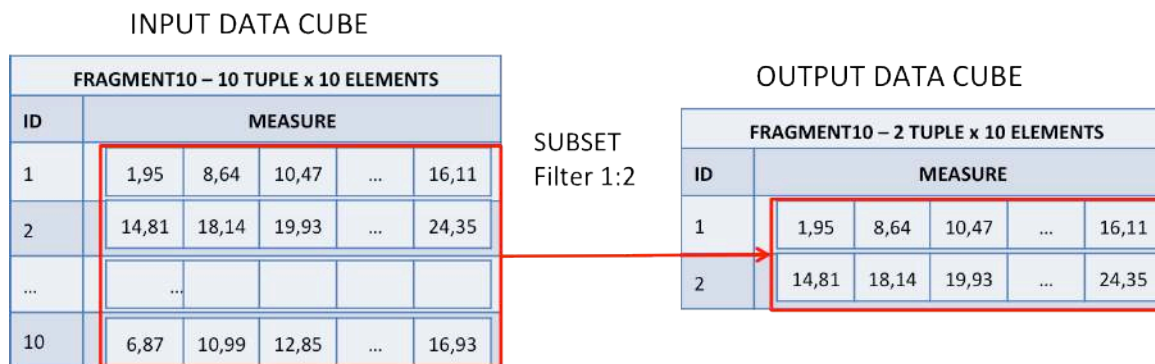 INPUT DATA CUBE
FRAGMENT10 – 10 TUPLE x 10 ELEMENTS
ID MEASURE
1 1,95 8,64 10,47 ... 16,11
2 14,81 18,14 19,93 ... 24,35
... ...
10 6,87 10,99 12,85 ... 16,93
SUBSET
Filter 1:2
OUTPUT DATA CUBE
FRAGMENT10 – 2 TUPLE x 10 ELEMENTS
ID MEASURE
1 1,95 8,64 10,47 ... 16,11
2 14,81 18,14 19,93 ... 24,35